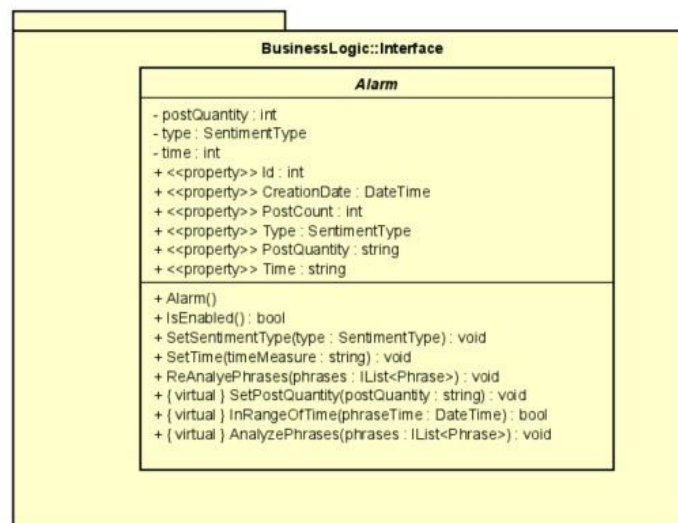 BusinessLogic::Interface
Alarm
- postQuantity : int
- type : SentimentType
- time : int
+ <<property>> Id : int
+ <<property>> CreationDate : DateTime
+ <<property>> PostCount : int
+ <<property>> Type : SentimentType
+ <<property>> PostQuantity : string
+ <<property>> Time : string
+ Alarm()
+ IsEnabled() : bool
+ SetSentimentType(type : SentimentType) : void
+ SetTime(timeMeasure : string) : void
+ ReAnalyePhrases(phrases : IList<Phrase>) : void
+ { virtual } SetPostQuantity(postQuantity : string) : void
+ { virtual } InRangeOfTime(phraseTime : DateTime) : bool
+ { virtual } AnalyzePhrases(phrases : IList<Phrase>) : void